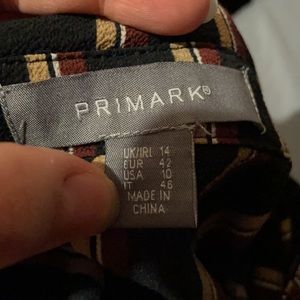 PRIMARK®
UK/IRL 14
EUR 42
USA 10
IT 46
MADE IN
CHINA